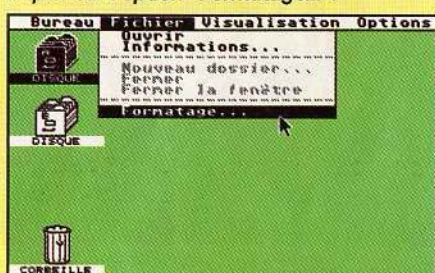 Bureau Fichier Visualisation Options
Ouvrir
Informations...
Nouveau dossier...
Fermer
Fermer la fenêtre
Formatage...
DISQUE
DISQUE
CORBEILLE